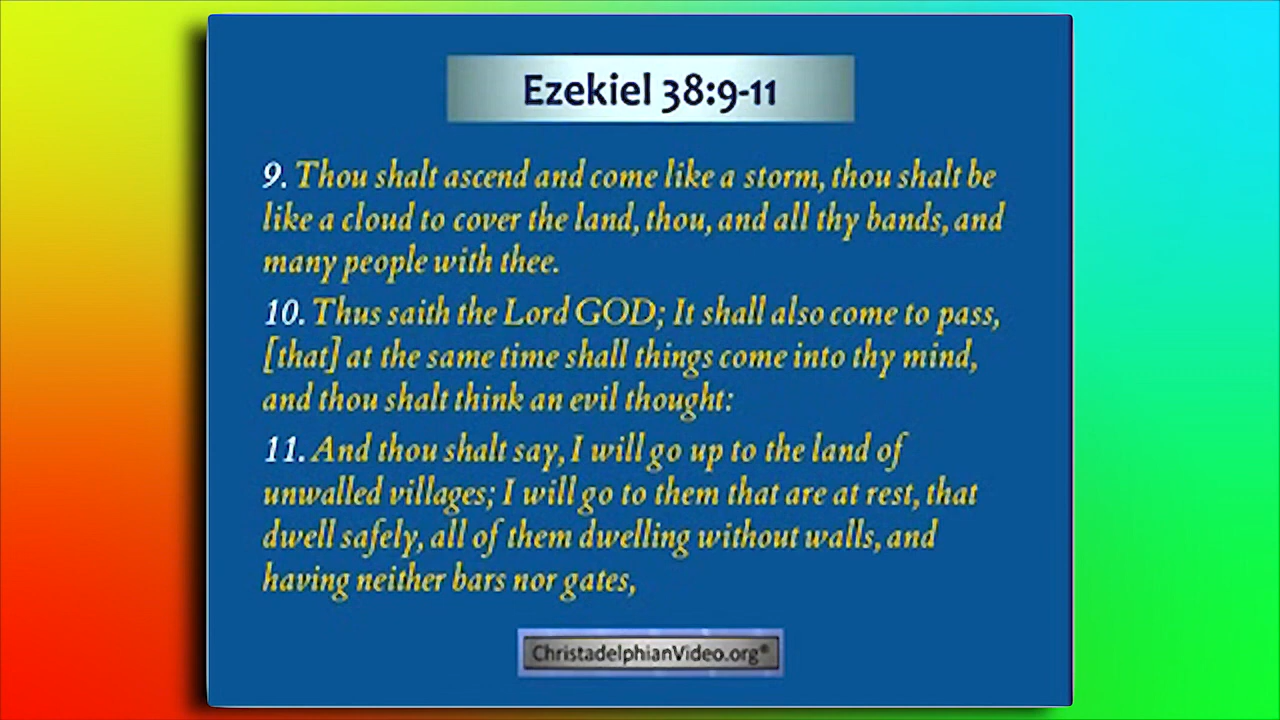 Ezekiel 38:9-11
9. Thou shalt ascend and come like a storm, thou shalt be
like a cloud to cover the land, thou, and all thy bands, and
many people with thee.
10. Thus saith the Lord GOD; It shall also come to pass,
[that] at the same time shall things come into thy mind,
and thou shalt think an evil thought:
11. And thou shalt say, I will go up to the land of
unwalled villages; I will go to them that are at rest, that
dwell safely, all of them dwelling without walls, and
having neither bars nor gates,
ChristadelphianVideo.org®